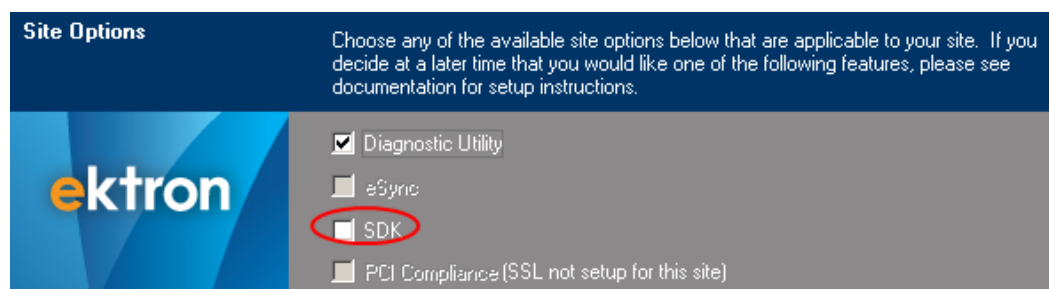 Site Options
Choose any of the available site options below that are applicable to your site. If you
decide at a later time that you would like one of the following features, please see
documentation for setup instructions.
ektron
Diagnostic Utility
eSync
SDK
PCI Compliance (SSL not setup for this site)